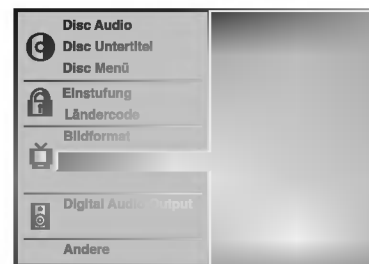 Disc Audio
Disc Untertitel
Disc Menü
Einstufung
Ländercode
Bildformat
Digital Audio Output
Andere